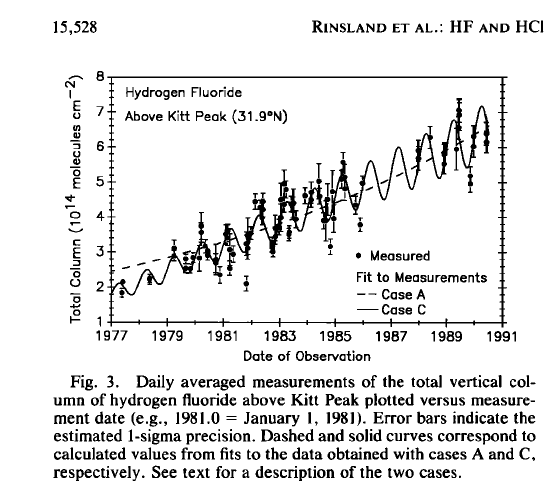 15,528
RINSLAND ET AL.: HF AND HCl
8
7
6
5
4
3
2
1
Total Column (10¹⁴ molecules cm⁻²)
Hydrogen Fluoride
Above Kitt Peak (31.9°N)
Measured
Fit to Measurements
Case A
Case C
1977 1979 1981 1983 1985 1987 1989 1991
Date of Observation
Fig. 3. Daily averaged measurements of the total vertical col-
umn of hydrogen fluoride above Kitt Peak plotted versus measure-
ment date (e.g., 1981.0 = January 1, 1981). Error bars indicate the
estimated 1-sigma precision. Dashed and solid curves correspond to
calculated values from fits to the data obtained with cases A and C,
respectively. See text for a description of the two cases.